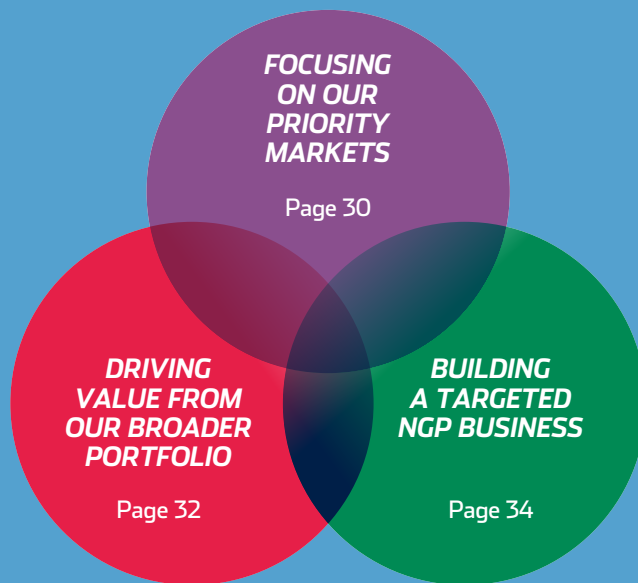 FOCUSING
ON OUR
PRIORITY
MARKETS
Page 30
DRIVING
VALUE FROM
OUR BROADER
PORTFOLIO
Page 32
BUILDING
A TARGETED
NGP BUSINESS
Page 34